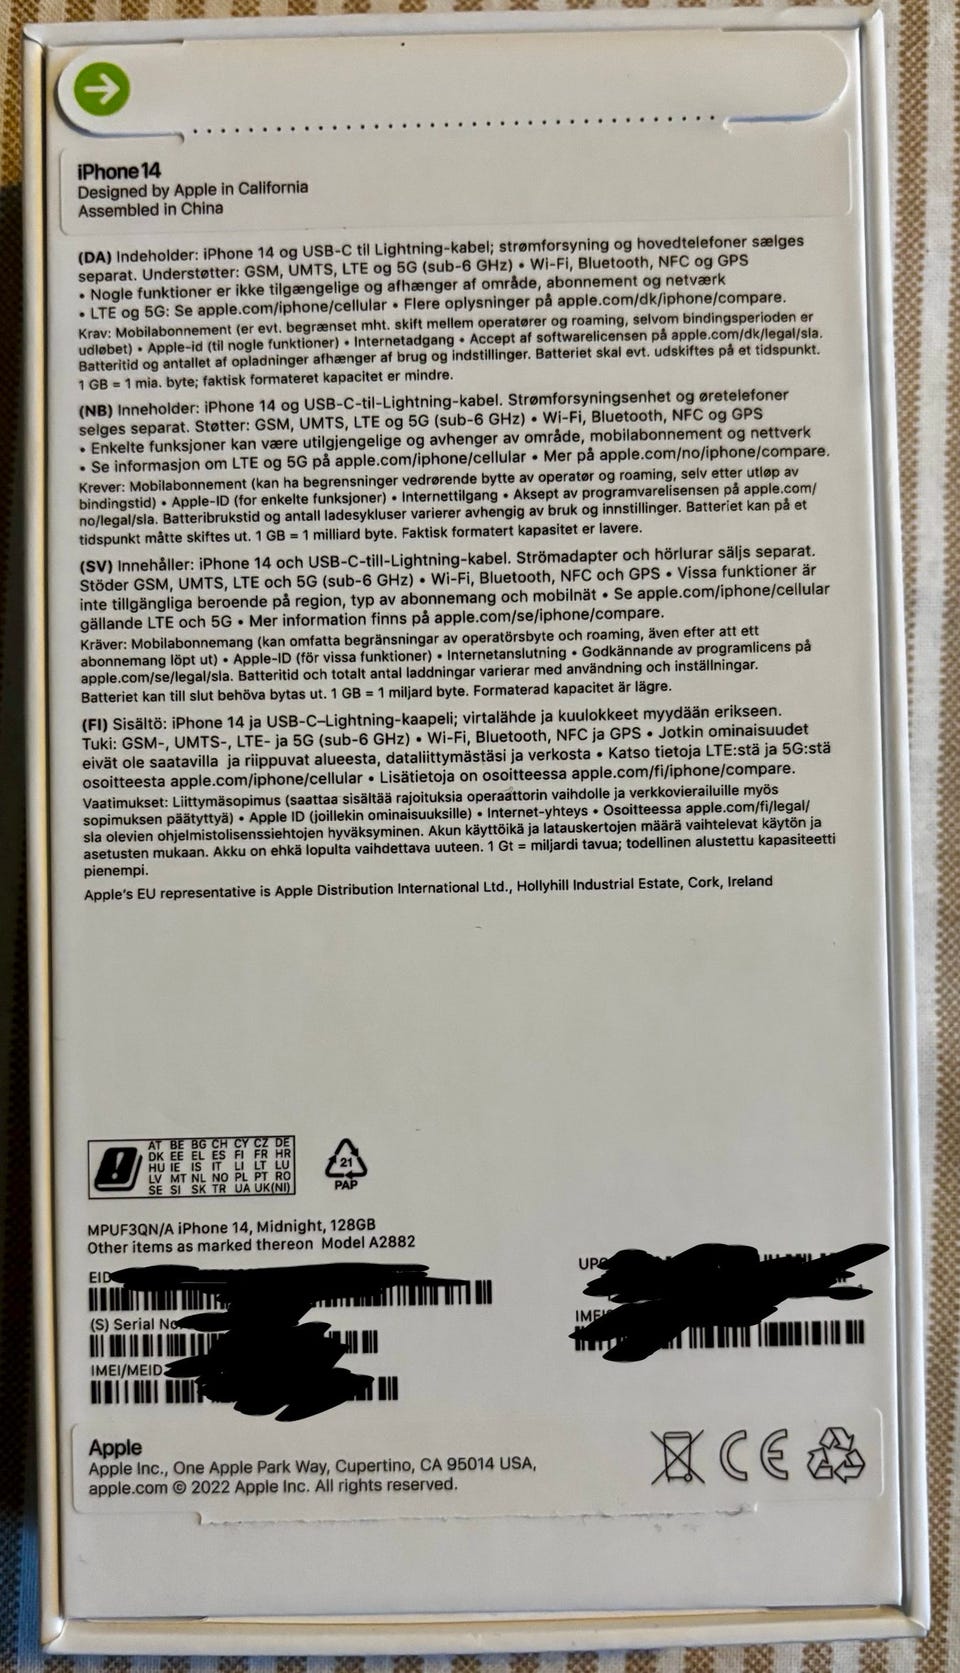 iPhone 14
Designed by Apple in California
Assembled in China
(DA) Indeholder: iPhone 14 og USB-C til Lightning-kabel; strømforsyning og hovedtelefoner sælges
separat. Understøtter: GSM, UMTS, LTE og 5G (sub-6 GHz) • Wi-Fi, Bluetooth, NFC og GPS
• Nogle funktioner er ikke tilgængelige og afhænger af område, abonnement og netværk
• LTE og 5G: Se apple.com/iphone/cellular • Flere oplysninger på apple.com/dk/iphone/compare.
Krav: Mobilabonnement (er evt. begrænset mht. skift mellem operatører og roaming, selvom bindingsperioden er
udløbet) • Apple-id (til nogle funktioner) • Internetadgang • Accept af softwarelicensen på apple.com/dk/legal/sla.
Batteritid og antallet af opladninger afhænger af brug og indstillinger. Batteriet skal evt. udskiftes på et tidspunkt.
1 GB = 1 mia. byte; faktisk formateret kapacitet er mindre.
(NB) Inneholder: iPhone 14 og USB-C-til-Lightning-kabel. Strømforsyningsenhet og øretelefoner
selges separat. Støtter: GSM, UMTS, LTE og 5G (sub-6 GHz) • Wi-Fi, Bluetooth, NFC og GPS
• Enkelte funksjoner kan være utilgjengelige og avhenger av område, mobilabonnement og nettverk
• Se informasjon om LTE og 5G på apple.com/iphone/cellular • Mer på apple.com/no/iphone/compare.
Krever: Mobilabonnement (kan ha begrensninger vedrørende bytte av operatør og roaming, selv etter utløp av
bindingstid) • Apple-ID (for enkelte funksjoner) • Internettilgang • Aksept av programvarelisensen på apple.com/
no/legal/sla. Batteribrukstid og antall ladesykluser varierer avhengig av bruk og innstillinger. Batteriet kan på et
tidspunkt måtte skiftes ut. 1 GB = 1 milliard byte. Faktisk formatert kapasitet er lavere.
(SV) Innehåller: iPhone 14 och USB-C-till-Lightning-kabel. Strömadapter och hörlurar säljs separat.
Stöder GSM, UMTS, LTE och 5G (sub-6 GHz) • Wi-Fi, Bluetooth, NFC och GPS • Vissa funktioner är
inte tillgängliga beroende på region, typ av abonnemang och mobilnät • Se apple.com/iphone/cellular
gällande LTE och 5G • Mer information finns på apple.com/se/iphone/compare.
Kräver: Mobilabonnemang (kan omfatta begränsningar av operatörsbyte och roaming, även efter att ett
abonnemang löpt ut) • Apple-ID (för vissa funktioner) • Internetanslutning • Godkännande av programlicens på
apple.com/se/legal/sla. Batteritid och totalt antal laddningar varierar med användning och inställningar.
Batteriet kan till slut behöva bytas ut. 1 GB = 1 miljard byte. Formaterad kapacitet är lägre.
(FI) Sisältö: iPhone 14 ja USB-C–Lightning-kaapeli; virtalähde ja kuulokkeet myydään erikseen.
Tuki: GSM-, UMTS-, LTE- ja 5G (sub-6 GHz) • Wi-Fi, Bluetooth, NFC ja GPS • Jotkin ominaisuudet
eivät ole saatavilla ja riippuvat alueesta, dataliittymästäsi ja verkosta • Katso tietoja LTE:stä ja 5G:stä
osoitteesta apple.com/iphone/cellular • Lisätietoja on osoitteessa apple.com/fi/iphone/compare.
Vaatimukset: Liittymäsopimus (saattaa sisältää rajoituksia operaattorin vaihdolle ja verkkovierailuille myös
sopimuksen päätyttyä) • Apple ID (joillekin ominaisuuksille) • Internet-yhteys • Osoitteessa apple.com/fi/legal/
sla olevien ohjelmistolisenssiehtojen hyväksyminen. Akun käyttöikä ja latauskertojen määrä vaihtelevat käytön ja
asetusten mukaan. Akku on ehkä lopulta vaihdettava uuteen. 1 Gt = miljardi tavua; todellinen alustettu kapasiteetti
pienempi.
Apple's EU representative is Apple Distribution International Ltd., Hollyhill Industrial Estate, Cork, Ireland
AT BE BG CH CY CZ DE
DK EE EL ES FI FR HR
HU IE IS IT LI LT LU
LV MT NL NO PL PT RO
SE SI SK TR UA UK(NI)
21
PAP
MPUF3QN/A iPhone 14, Midnight, 128GB
Other items as marked thereon Model A2882
EID
UPC
(S) Serial No.
IMEI
IMEI/MEID
Apple
Apple Inc., One Apple Park Way, Cupertino, CA 95014 USA,
apple.com © 2022 Apple Inc. All rights reserved.
CE